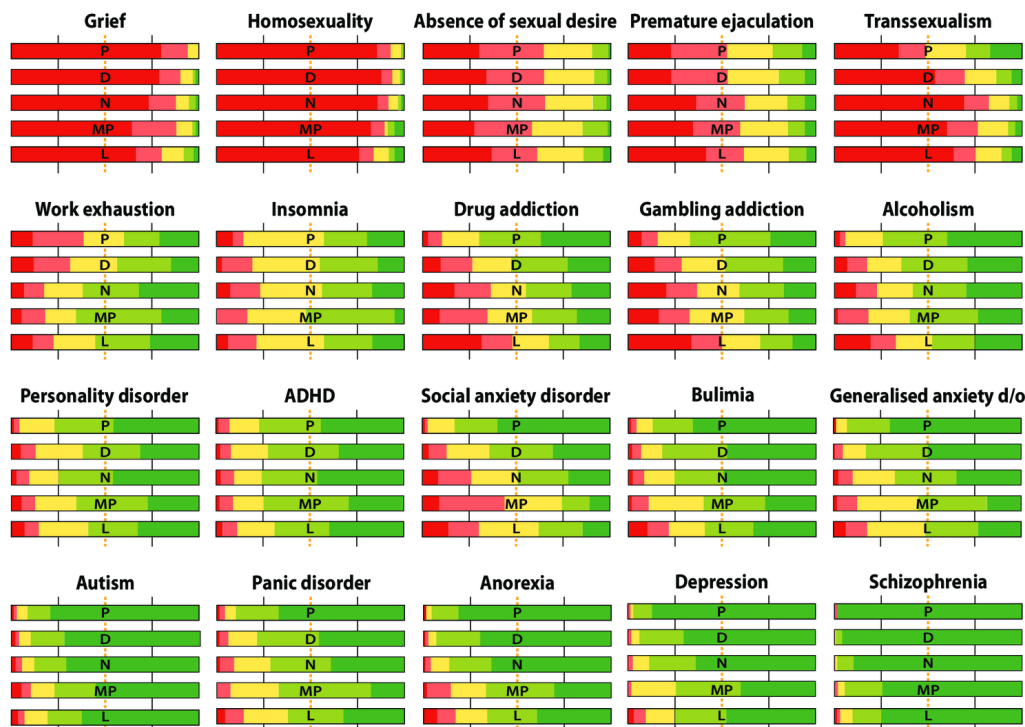 Grief Homosexuality Absence of sexual desire Premature ejaculation Transsexualism
P P P P P
D D D D D
N N N N N
MP MP MP MP MP
L L L L L
Work exhaustion Insomnia Drug addiction Gambling addiction Alcoholism
P P P P P
D D D D D
N N N N N
MP MP MP MP MP
L L L L L
Personality disorder ADHD Social anxiety disorder Bulimia Generalised anxiety d/o
P P P P P
D D D D D
N N N N N
MP MP MP MP MP
L L L L L
Autism Panic disorder Anorexia Depression Schizophrenia
P P P P P
D D D D D
N N N N N
MP MP MP MP MP
L L L L L